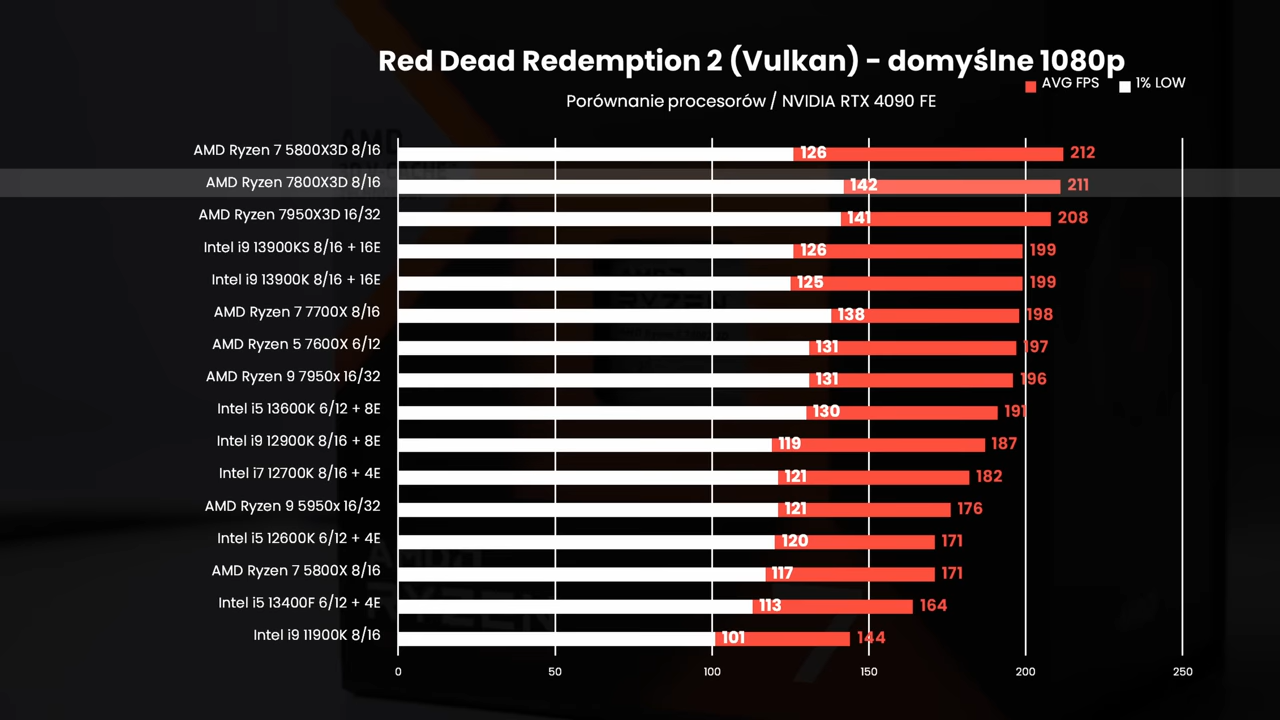 Red Dead Redemption 2 (Vulkan) - domyślne 1080p
AVG FPS 1% LOW
Porównanie procesorów / NVIDIA RTX 4090 FE
AMD Ryzen 7 5800X3D 8/16 126 212
AMD Ryzen 7800X3D 8/16 142 211
AMD Ryzen 7950X3D 16/32 141 208
Intel i9 13900KS 8/16 + 16E 126 199
Intel i9 13900K 8/16 + 16E 125 199
AMD Ryzen 7 7700X 8/16 138 198
AMD Ryzen 5 7600X 6/12 131 197
AMD Ryzen 9 7950x 16/32 131 196
Intel i5 13600K 6/12 + 8E 130 191
Intel i9 12900K 8/16 + 8E 119 187
Intel i7 12700K 8/16 + 4E 121 182
AMD Ryzen 9 5950x 16/32 121 176
Intel i5 12600K 6/12 + 4E 120 171
AMD Ryzen 7 5800X 8/16 117 171
Intel i5 13400F 6/12 + 4E 113 164
Intel i9 11900K 8/16 101 144
0 50 100 150 200 250